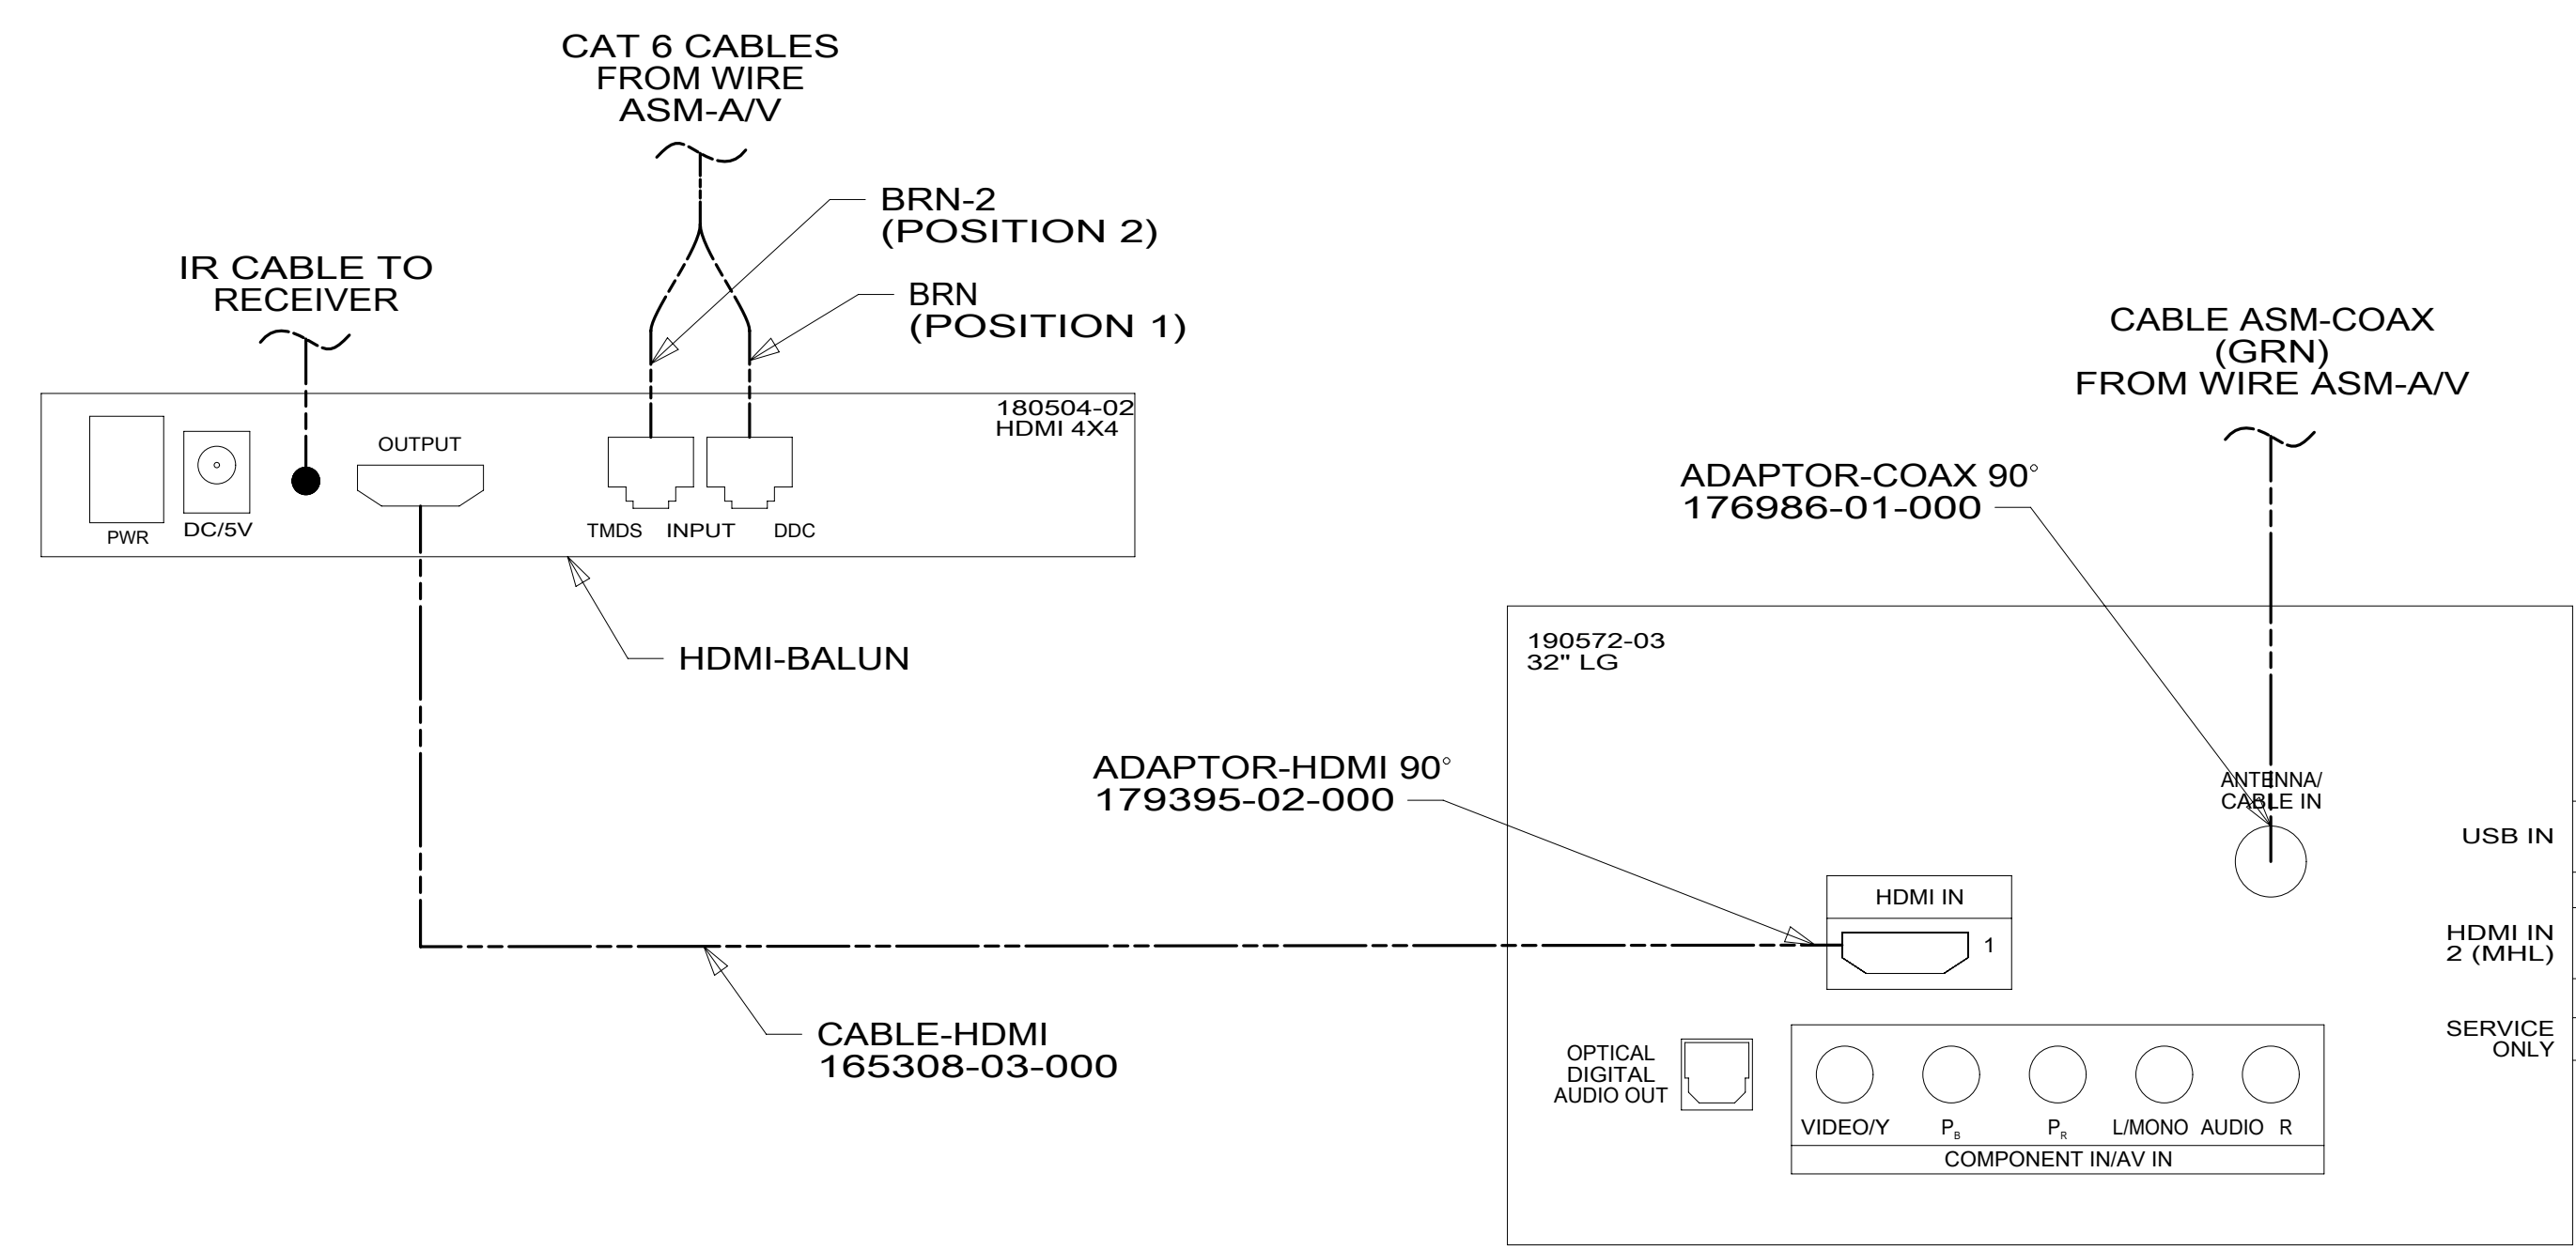 CAT 6 CABLES
FROM WIRE
ASM-A/V
BRN-2
(POSITION 2)
IR CABLE TO
RECEIVER
BRN
(POSITION 1)
CABLE ASM-COAX
(GRN)
FROM WIRE ASM-A/V
180504-02
HDMI 4X4
OUTPUT
PWR
DC/5V
TMDS INPUT DDC
ADAPTOR-COAX 90°
176986-01-000
HDMI-BALUN
190572-03
32" LG
ADAPTOR-HDMI 90°
179395-02-000
ANTENNA/
CABLE IN
USB IN
HDMI IN
1
HDMI IN
2 (MHL)
CABLE-HDMI
165308-03-000
SERVICE
ONLY
OPTICAL
DIGITAL
AUDIO OUT
VIDEO/Y PB PR L/MONO AUDIO R
COMPONENT IN/AV IN